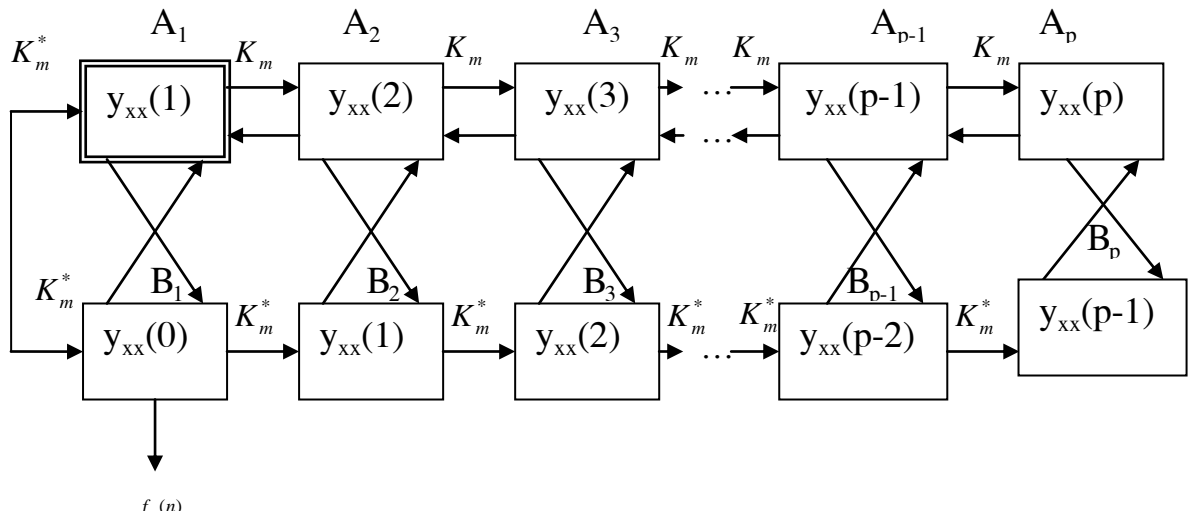 A₁ A₂ A₃ Aₚ₋₁ Aₚ
K*ₘ Kₘ Kₘ Kₘ Kₘ Kₘ
yₓₓ(1) yₓₓ(2) yₓₓ(3) … yₓₓ(p-1) yₓₓ(p)
…
B₁ B₂ B₃ Bₚ₋₁ Bₚ
K*ₘ K*ₘ K*ₘ K*ₘ K*ₘ K*ₘ
yₓₓ(0) yₓₓ(1) yₓₓ(2) … yₓₓ(p-2) yₓₓ(p-1)